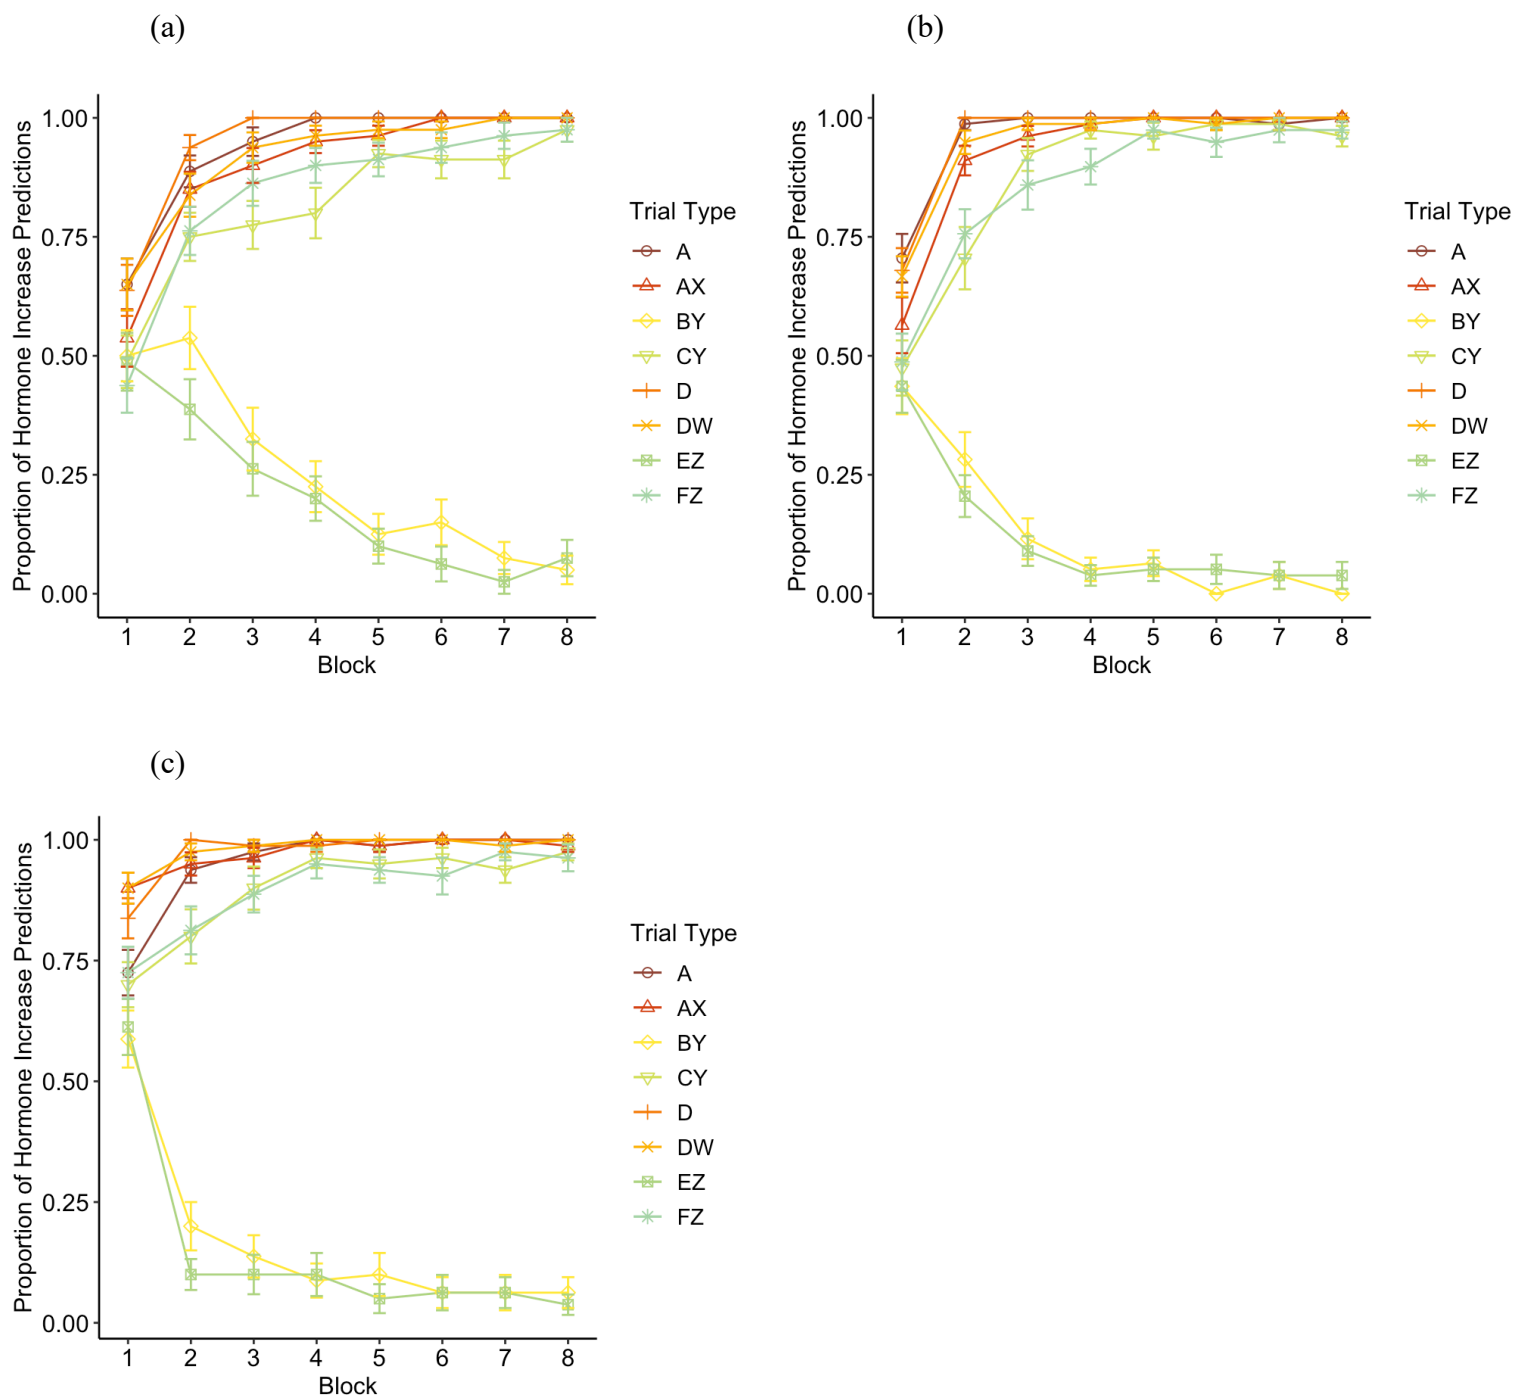 (a)
Proportion of Hormone Increase Predictions
1.00
0.75
0.50
0.25
0.00
1 2 3 4 5 6 7 8
Block
Trial Type
A
AX
BY
CY
D
DW
EZ
FZ
(b)
Proportion of Hormone Increase Predictions
1.00
0.75
0.50
0.25
0.00
1 2 3 4 5 6 7 8
Block
Trial Type
A
AX
BY
CY
D
DW
EZ
FZ
(c)
Proportion of Hormone Increase Predictions
1.00
0.75
0.50
0.25
0.00
1 2 3 4 5 6 7 8
Block
Trial Type
A
AX
BY
CY
D
DW
EZ
FZ